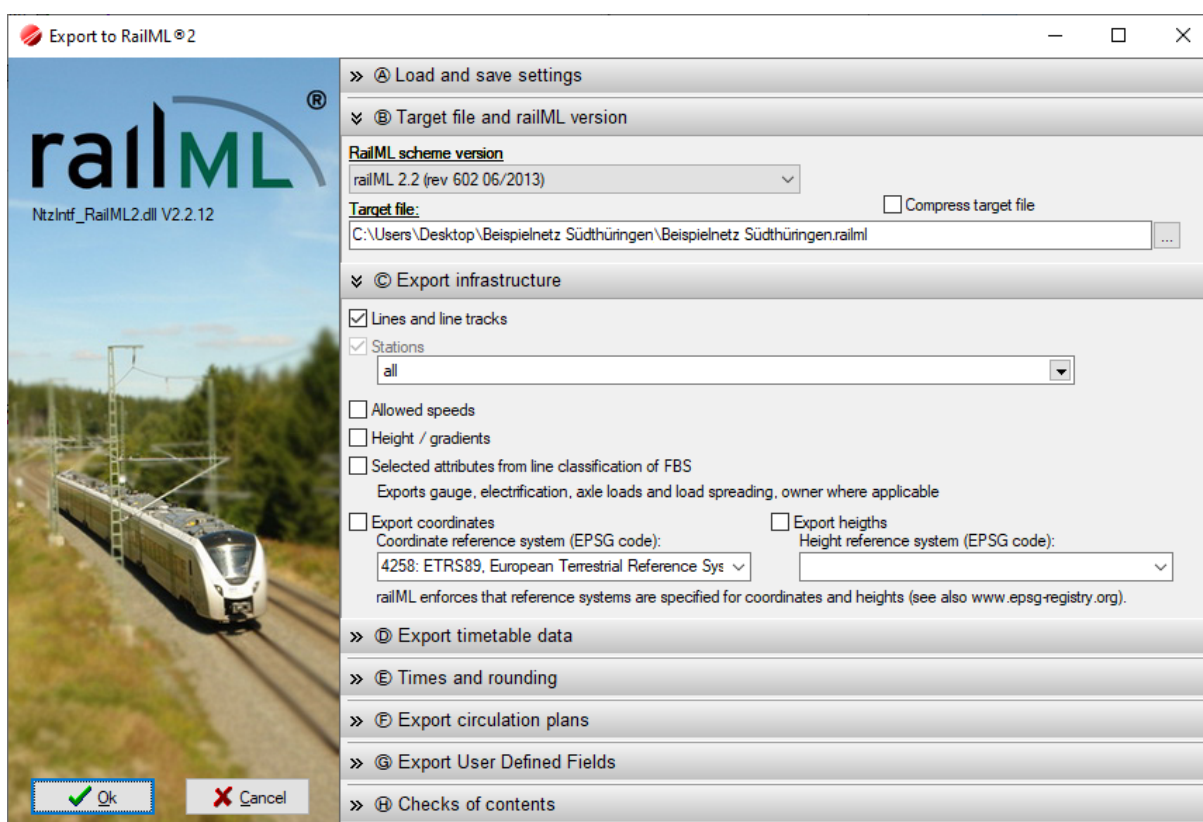 Export to RailML®2
Ⓐ Load and save settings
Ⓑ Target file and railML version
railML®
NtzIntf_RailML2.dll V2.2.12
RailML scheme version
railML 2.2 (rev 602 06/2013)
Target file:
Compress target file
C:\Users\Desktop\Beispielnetz Südthüringen\Beispielnetz Südthüringen.railml
...
Ⓒ Export infrastructure
Lines and line tracks
Stations
all
Allowed speeds
Height / gradients
Selected attributes from line classification of FBS
Exports gauge, electrification, axle loads and load spreading, owner where applicable
Export coordinates
Coordinate reference system (EPSG code):
4258: ETRS89, European Terrestrial Reference Sys
Export heigths
Height reference system (EPSG code):
railML enforces that reference systems are specified for coordinates and heights (see also www.epsg-registry.org).
Ⓓ Export timetable data
Ⓔ Times and rounding
Ⓕ Export circulation plans
Ⓖ Export User Defined Fields
Ⓗ Checks of contents
Ok
Cancel